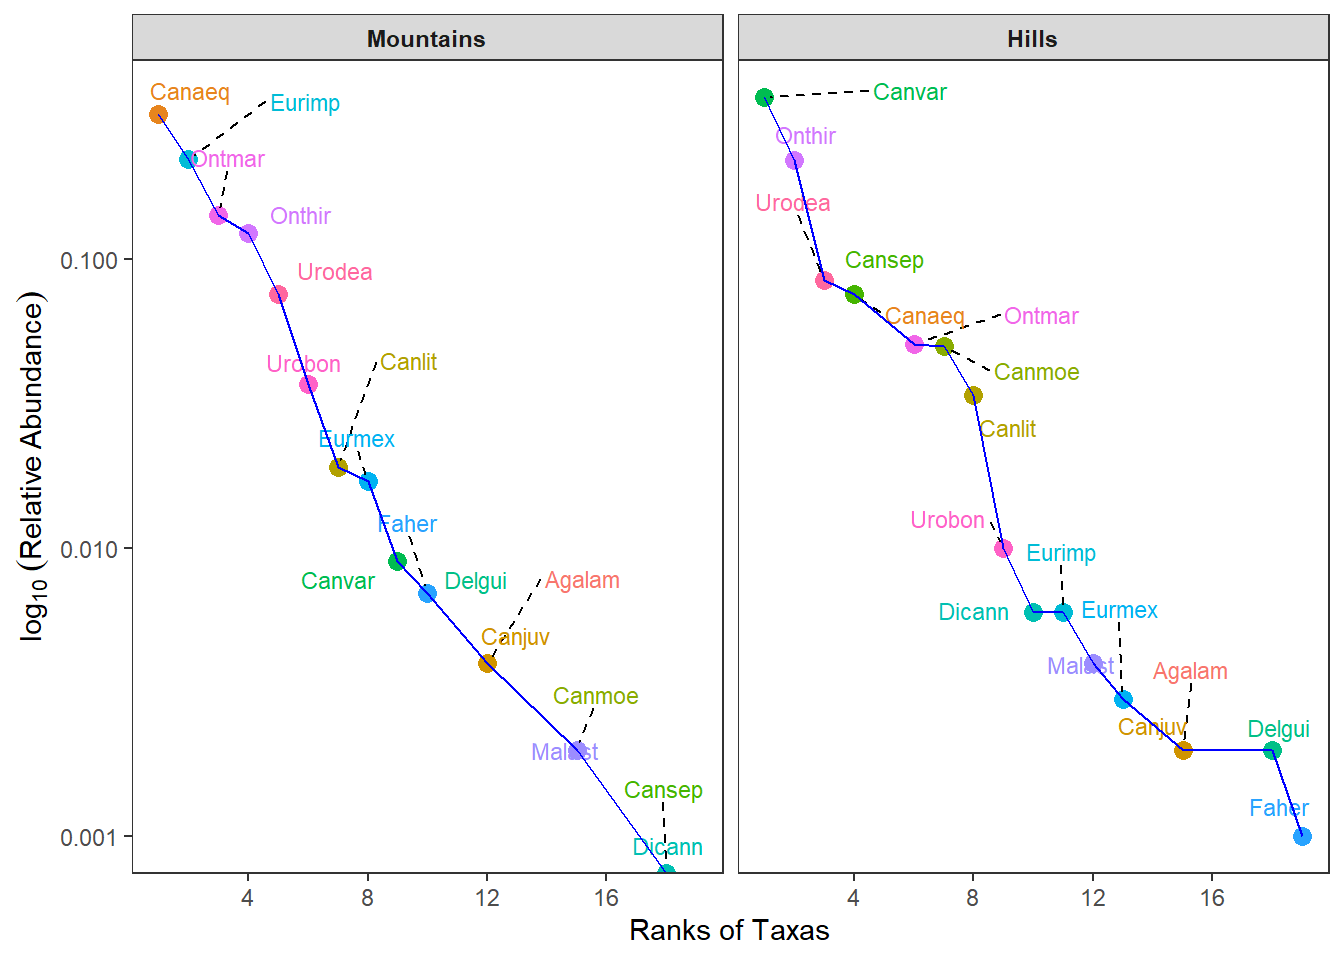 Mountains
Hills
Canaeq
Eurimp
Ontmar
Onthir
Urodea
Urobon
Canlit
Eurmex
Faher
Canvar
Delgui
Agalam
Canjuv
Canmoe
Malast
Cansep
Dicann
Canvar
Onthir
Urodea
Cansep
Canaeq
Ontmar
Canmoe
Canlit
Urobon
Eurimp
Dicann
Eurmex
Malast
Agalam
Canjuv
Delgui
Faher
0.100
0.010
0.001
4 8 12 16
4 8 12 16
log10 (Relative Abundance)
Ranks of Taxas